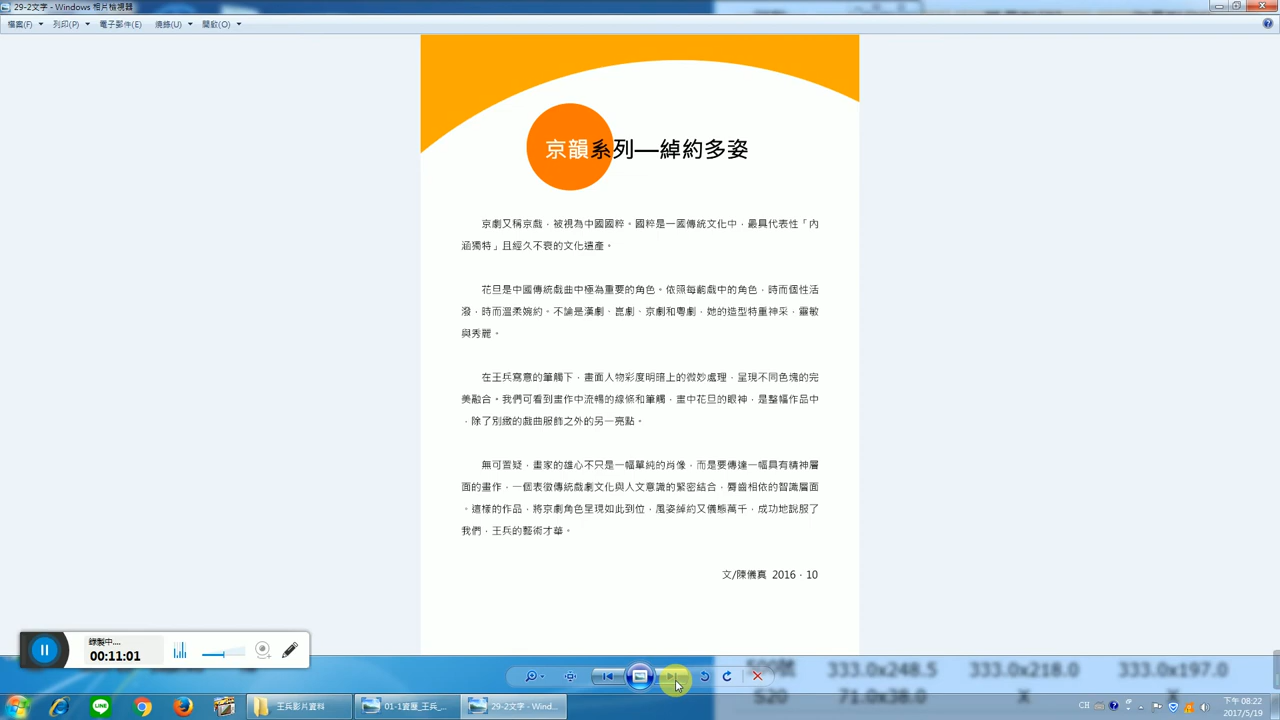 29-2文字 - Windows 相片檢視器
檔案(F) 列印(P) 電子郵件(E) 燒錄(U) 開啟(O)
京韻系列—綽約多姿
京劇又稱京戲，被視為中國國粹。國粹是一國傳統文化中，最具代表性「內
涵獨特」且經久不衰的文化遺產。
花旦是中國傳統戲曲中極為重要的角色。依照每齣戲中的角色，時而個性活
潑，時而溫柔婉約。不論是漢劇、崑劇、京劇和粵劇，她的造型特重神采，靈敏
與秀麗。
在王兵寫意的筆觸下，畫面人物彩度明暗上的微妙處理，呈現不同色塊的完
美融合。我們可看到畫作中流暢的線條和筆觸，畫中花旦的眼神，是整幅作品中
，除了別緻的戲曲服飾之外的另一亮點。
無可置疑，畫家的雄心不只是一幅單純的肖像，而是要傳達一幅具有精神層
面的畫作，一個表徵傳統戲劇文化與人文意識的緊密結合，唇齒相依的智識層面
。這樣的作品，將京劇角色呈現如此到位，風姿綽約又儀態萬千，成功地說服了
我們，王兵的藝術才華。
文/陳儀真 2016．10
錄製中....
00:11:01
500號 333.0x248.5
S20 71.0x38.0 X X
王兵影片資料
01-1資歷_王兵_...
29-2文字 - Wind...
CH
下午 08:22
2017/5/19